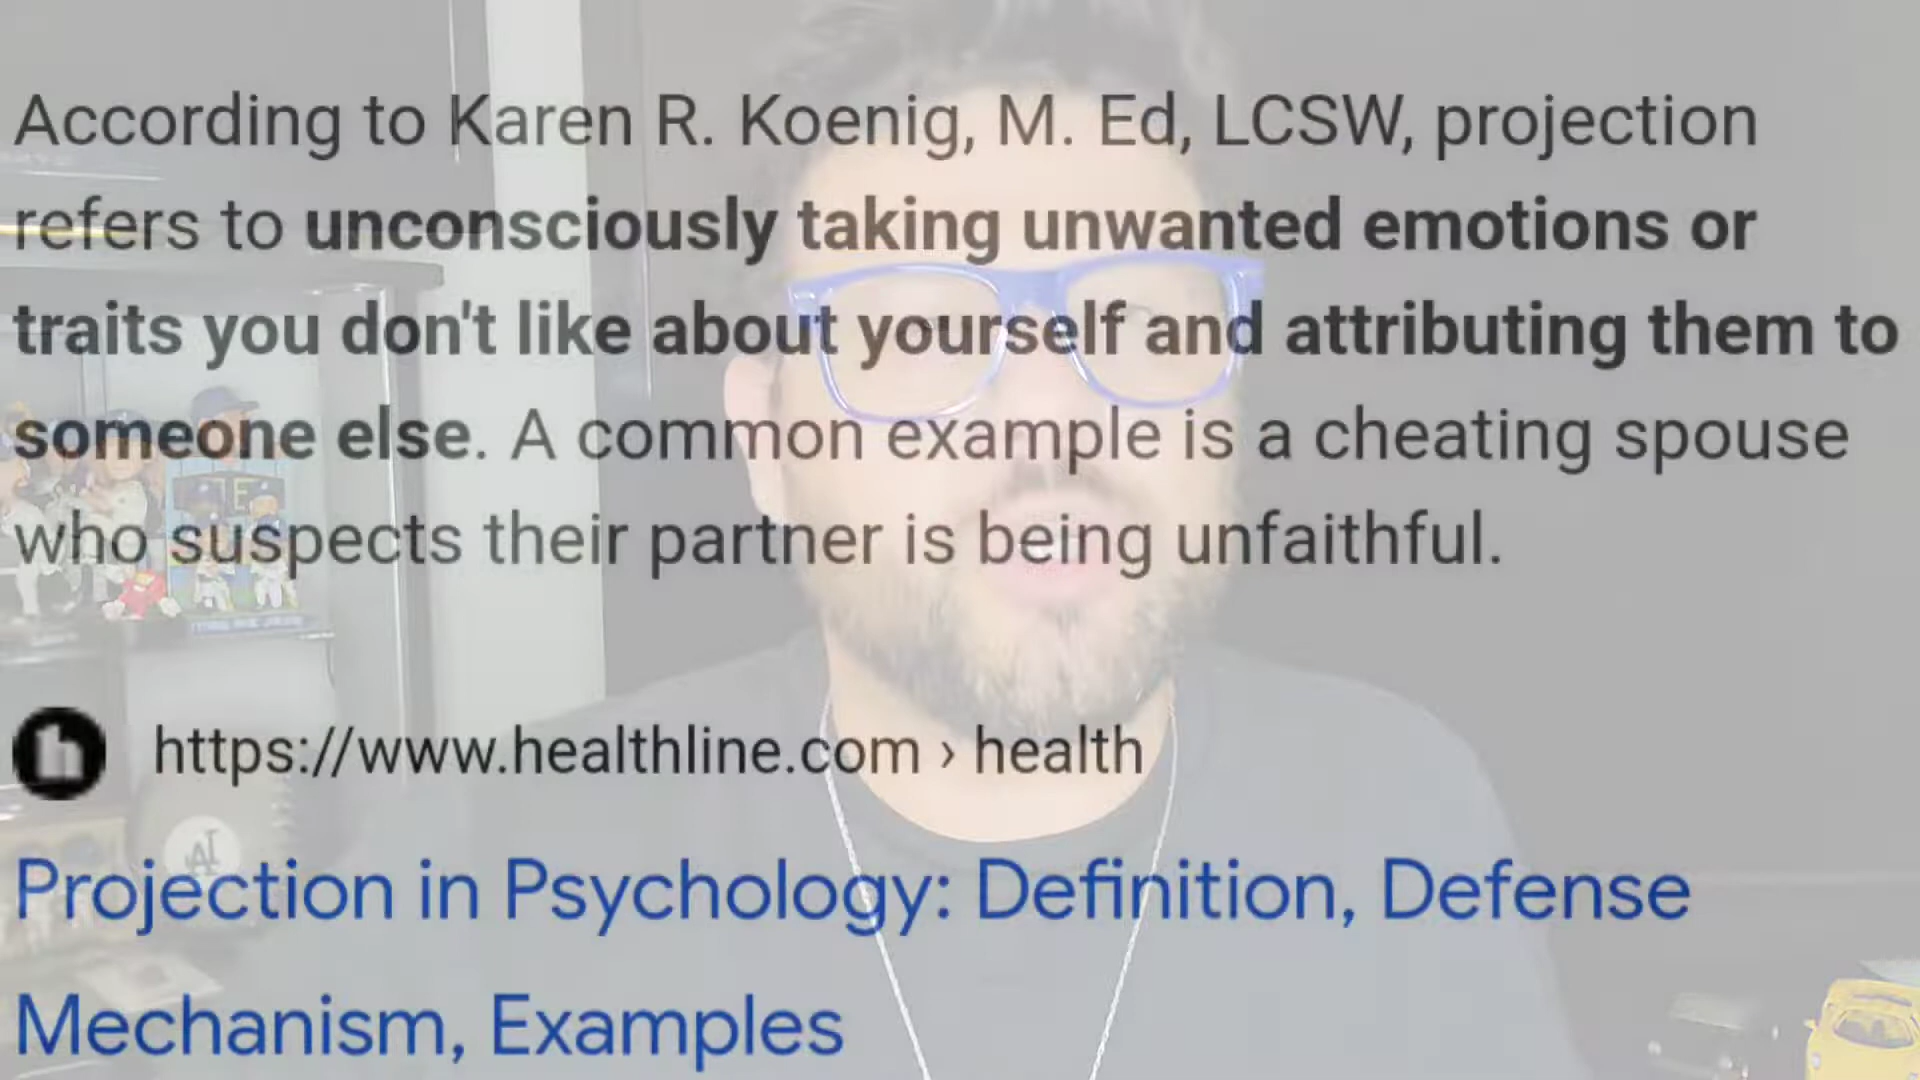 According to Karen R. Koenig, M. Ed, LCSW, projection
refers to unconsciously taking unwanted emotions or
traits you don't like about yourself and attributing them to
someone else. A common example is a cheating spouse
who suspects their partner is being unfaithful.
h https://www.healthline.com › health
Projection in Psychology: Definition, Defense
Mechanism, Examples